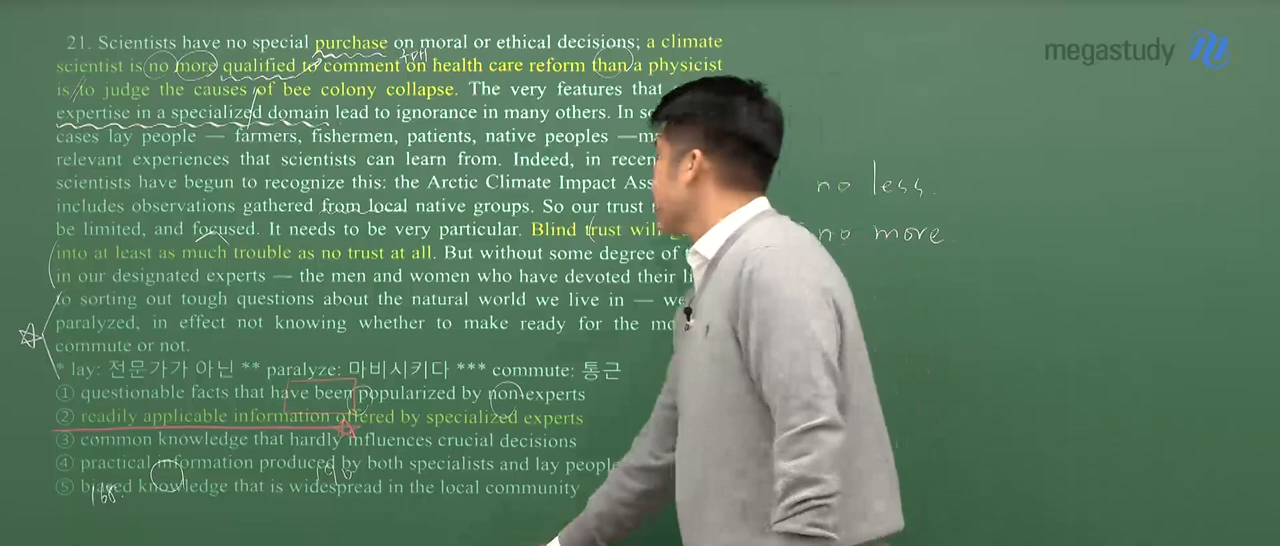 21. Scientists have no special purchase on moral or ethical decisions; a climate
scientist is no more qualified to comment on health care reform than a physicist
is to judge the causes of bee colony collapse. The very features that
expertise in a specialized domain lead to ignorance in many others. In
cases lay people — farmers, fishermen, patients, native peoples —
relevant experiences that scientists can learn from. Indeed, in
scientists have begun to recognize this: the Arctic Climate Impact
includes observations gathered from local native groups. So our trust
be limited, and focused. It needs to be very particular. Blind trust will
into at least as much trouble as no trust at all. But without some degree of
in our designated experts — the men and women who have devoted their
to sorting out tough questions about the natural world we live in —
paralyzed, in effect not knowing whether to make ready for the
commute or not.
* lay: 전문가가 아닌 ** paralyze: 마비시키다 *** commute: 통근
① questionable facts that have been popularized by non-experts
② readily applicable information offered by specialized experts
③ common knowledge that hardly influences crucial decisions
④ practical information produced by both specialists and lay people
⑤ biased knowledge that is widespread in the local community
megastudy
no less.
no more